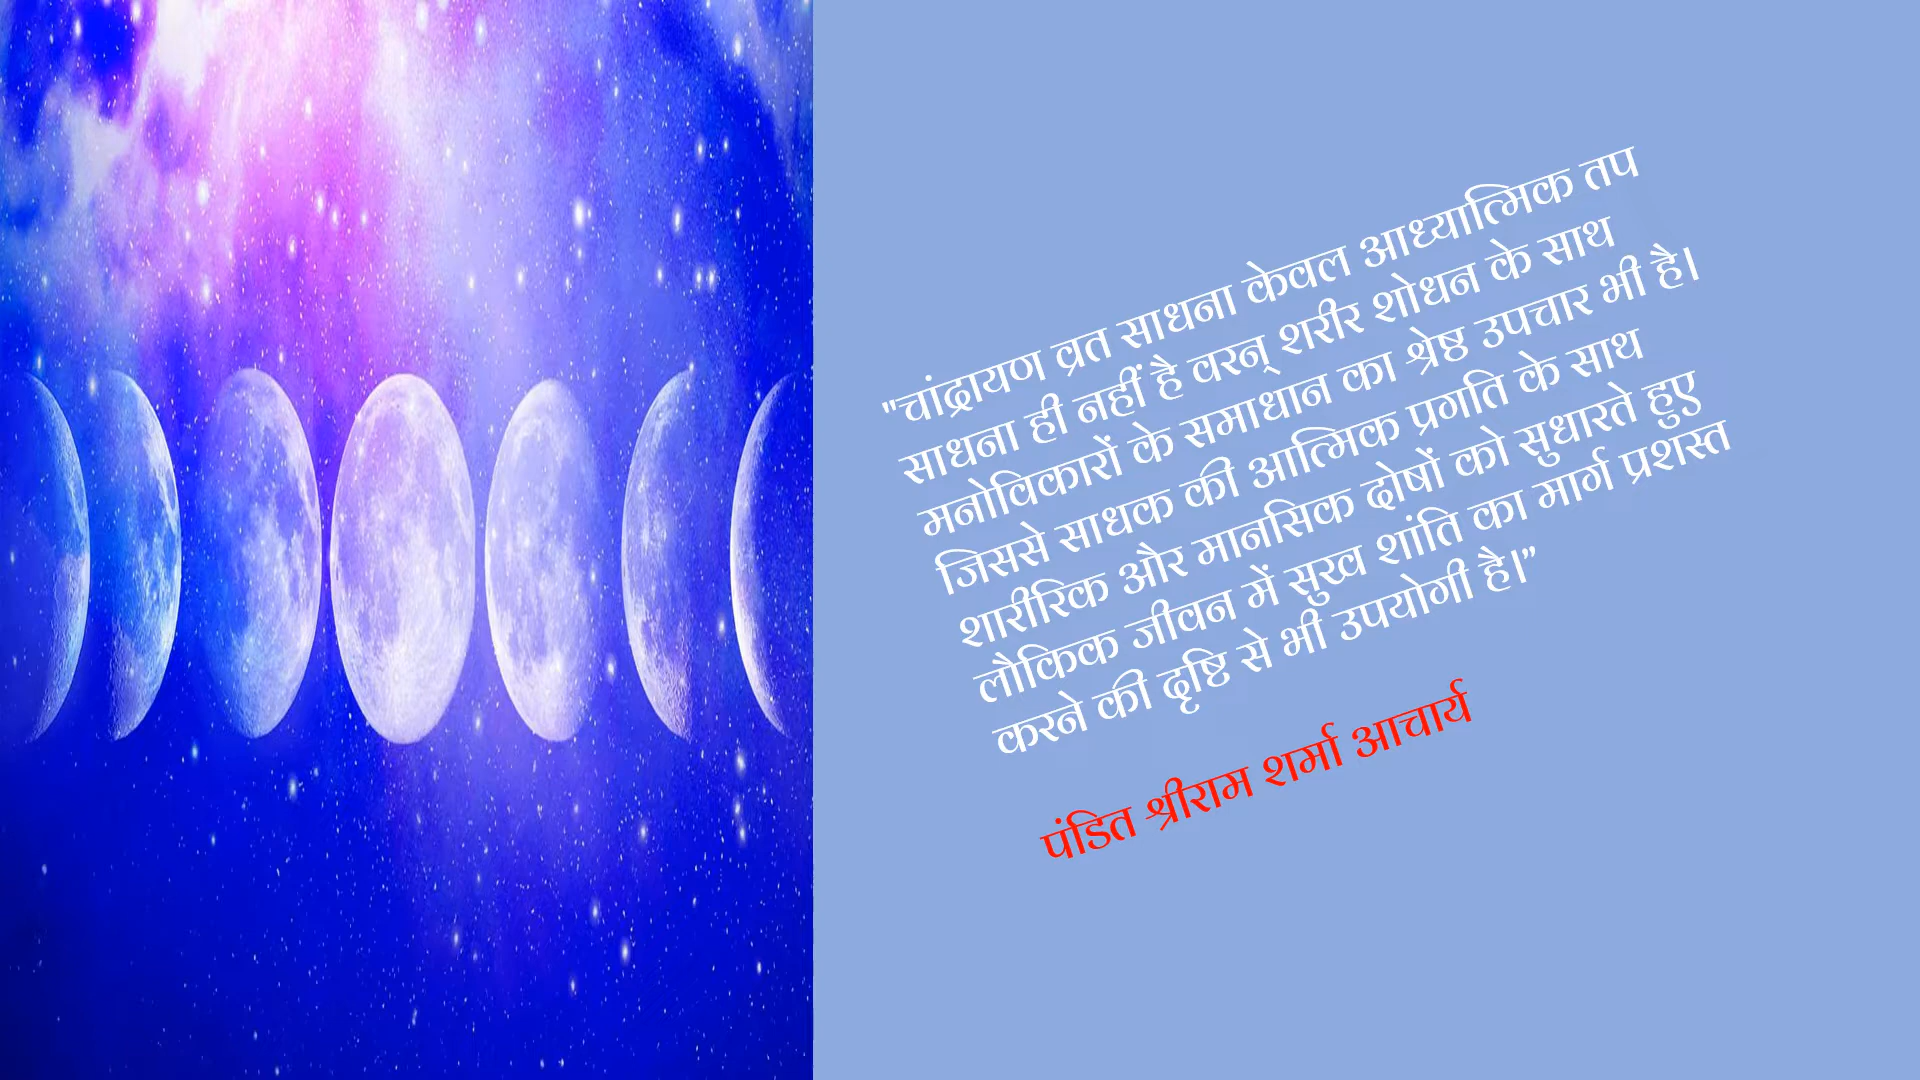 "चांद्रायण व्रत साधना केवल आध्यात्मिक तप
साधना ही नहीं है वरन् शरीर शोधन के साथ
मनोविकारों के समाधान का श्रेष्ठ उपचार भी है।
जिससे साधक की आत्मिक प्रगति के साथ
शारीरिक और मानसिक दोषों को सुधारते हुए
लौकिक जीवन में सुख शांति का मार्ग प्रशस्त
करने की दृष्टि से भी उपयोगी है।”
पंडित श्रीराम शर्मा आचार्य